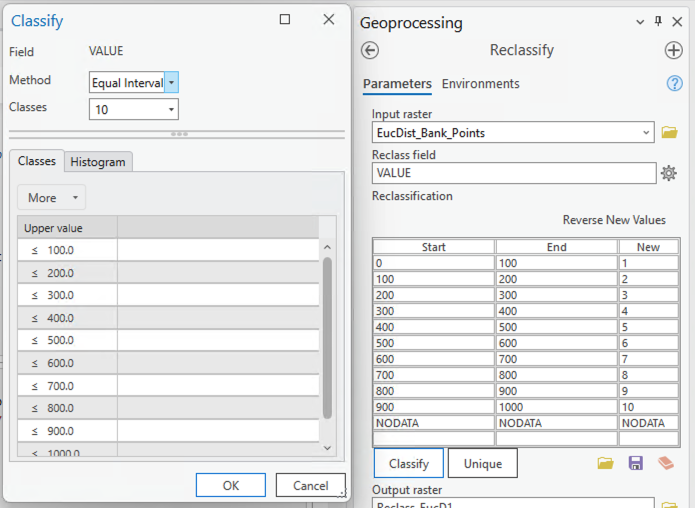 Classify
Field VALUE
Method Equal Interval
Classes 10
Classes Histogram
More
Upper value
≤ 100.0
≤ 200.0
≤ 300.0
≤ 400.0
≤ 500.0
≤ 600.0
≤ 700.0
≤ 800.0
≤ 900.0
≤ 1000.0
OK Cancel
Geoprocessing
Reclassify
Parameters Environments
Input raster
EucDist_Bank_Points
Reclass field
VALUE
Reclassification
Reverse New Values
Start End New
0 100 1
100 200 2
200 300 3
300 400 4
400 500 5
500 600 6
600 700 7
700 800 8
800 900 9
900 1000 10
NODATA NODATA NODATA
Classify Unique
Output raster
Reclass_EucD1